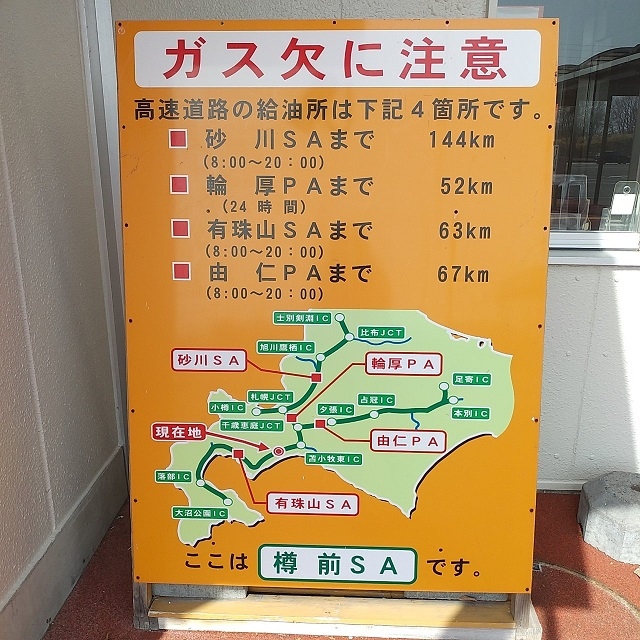 ガス欠に注意
高速道路の給油所は下記4箇所です。
砂川SAまで 144km
(8:00～20:00)
輪厚PAまで 52km
(24時間)
有珠山SAまで 63km
(8:00～20:00)
由仁PAまで 67km
(8:00～20:00)
士別剣淵IC
比布JCT
旭川鷹栖IC
砂川SA
輪厚PA
足寄IC
札幌JCT
小樽IC
占冠IC
夕張IC
本別IC
千歳恵庭JCT
現在地
由仁PA
苫小牧東IC
落部IC
有珠山SA
大沼公園IC
ここは 樽前SA です。